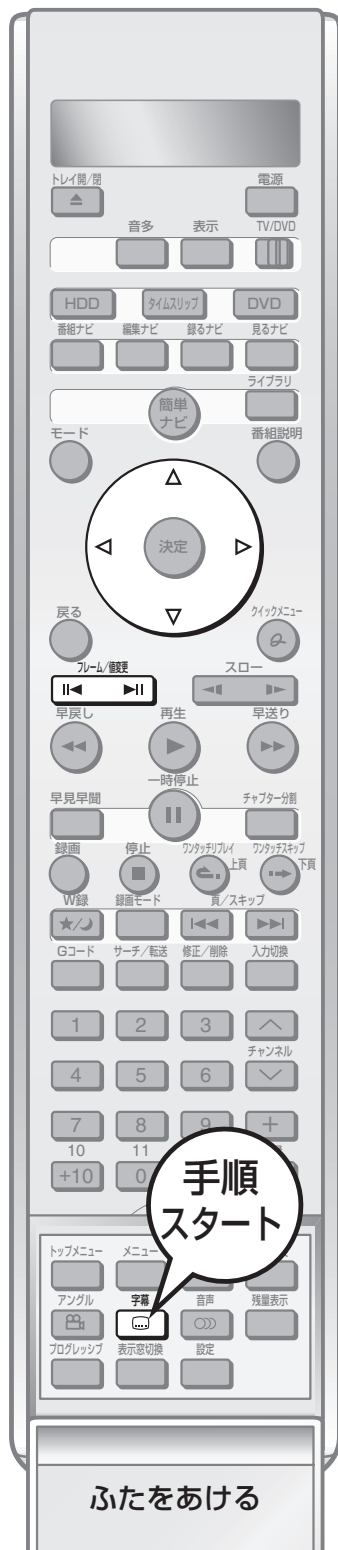 トレイ開/閉 電源
音多 表示 TV/DVD
HDD タイムスリップ DVD
番組ナビ 編集ナビ 録るナビ 見るナビ
ライブラリ
簡単
ナビ
モード 番組説明
決定
戻る クイックメニュー
フレーム/値変更 スロー
早戻し 再生 早送り
一時停止
早見早聞 チャプター分割
録画 停止 ワンタッチリプレイ ワンタッチスキップ
上頁 下頁
W録 録画モード 頁/スキップ
Gコード サーチ/転送 修正/削除 入力切換
1 2 3
チャンネル
4 5 6
7 8 9 +
10 11
+10 0
手順
スタート
トップメニュー メニュー
アングル 字幕 音声 残量表示
プログレッシブ 表示窓切換 設定
ふたをあける